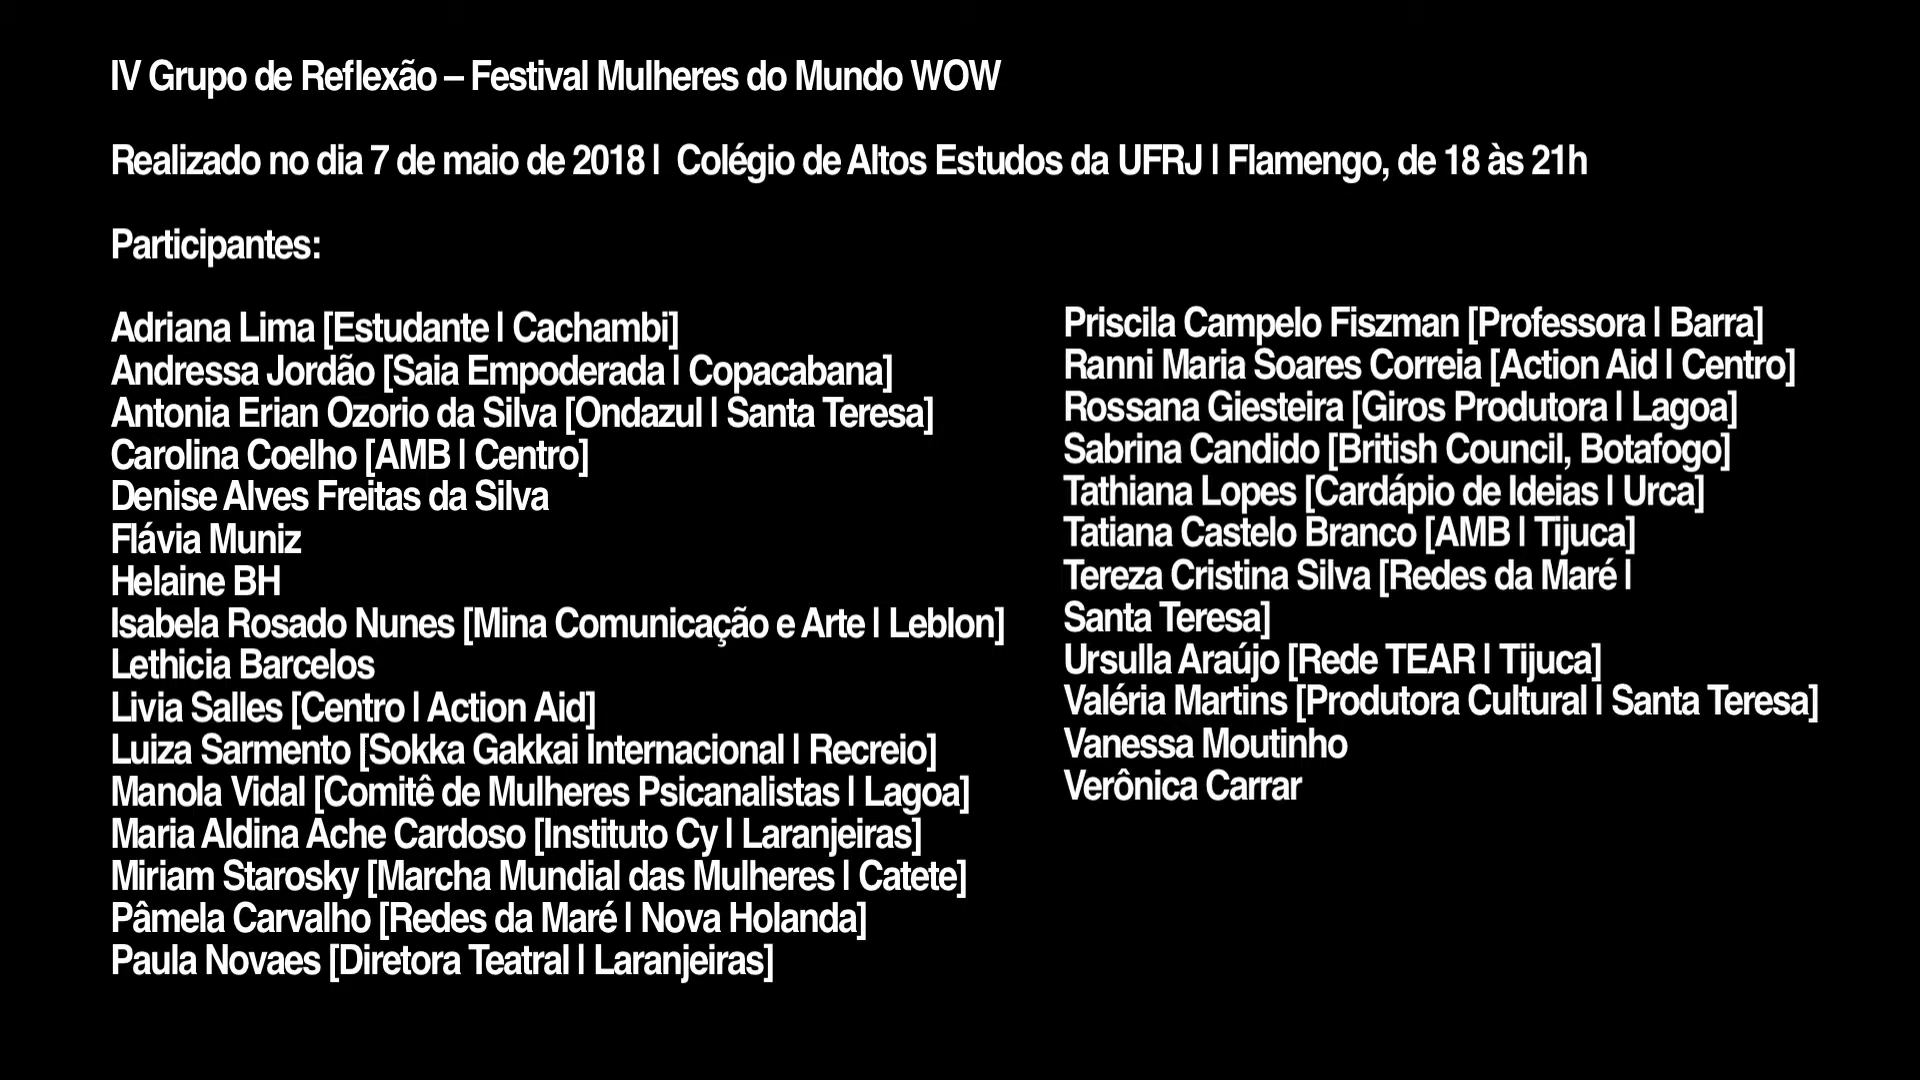 IV Grupo de Reflexão – Festival Mulheres do Mundo WOW
Realizado no dia 7 de maio de 2018 | Colégio de Altos Estudos da UFRJ | Flamengo, de 18 às 21h
Participantes:
Adriana Lima [Estudante | Cachambi]
Andressa Jordão [Saia Empoderada | Copacabana]
Antonia Erian Ozorio da Silva [Ondazul | Santa Teresa]
Carolina Coelho [AMB | Centro]
Denise Alves Freitas da Silva
Flávia Muniz
Helaine BH
Isabela Rosado Nunes [Mina Comunicação e Arte | Leblon]
Lethicia Barcelos
Livia Salles [Centro | Action Aid]
Luiza Sarmento [Sokka Gakkai Internacional | Recreio]
Manola Vidal [Comitê de Mulheres Psicanalistas | Lagoa]
Maria Aldina Ache Cardoso [Instituto Cy | Laranjeiras]
Miriam Starosky [Marcha Mundial das Mulheres | Catete]
Pâmela Carvalho [Redes da Maré | Nova Holanda]
Paula Novaes [Diretora Teatral | Laranjeiras]
Priscila Campelo Fiszman [Professora | Barra]
Ranni Maria Soares Correia [Action Aid | Centro]
Rossana Giesteira [Giros Produtora | Lagoa]
Sabrina Candido [British Council, Botafogo]
Tathiana Lopes [Cardápio de Ideias | Urca]
Tatiana Castelo Branco [AMB | Tijuca]
Tereza Cristina Silva [Redes da Maré |
Santa Teresa]
Ursulla Araújo [Rede TEAR | Tijuca]
Valéria Martins [Produtora Cultural | Santa Teresa]
Vanessa Moutinho
Verônica Carrar